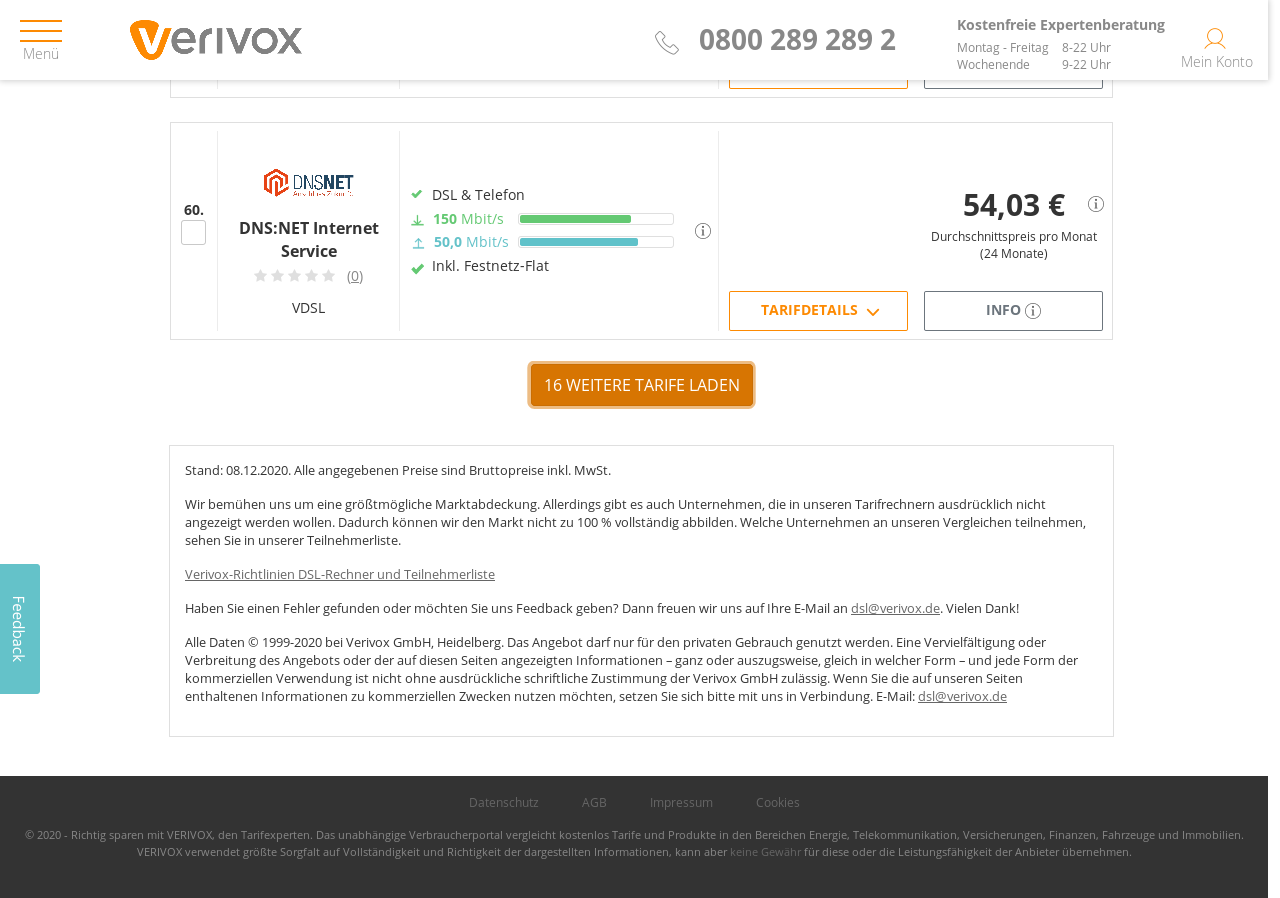 Menü
Verivox
0800 289 289 2
Kostenfreie Expertenberatung
Montag - Freitag 8-22 Uhr
Wochenende 9-22 Uhr
Mein Konto
60.
DNSNET
DNS:NET Internet
Service
(0)
VDSL
DSL & Telefon
150 Mbit/s
50,0 Mbit/s
Inkl. Festnetz-Flat
54,03 €
Durchschnittspreis pro Monat
(24 Monate)
TARIFDETAILS
INFO
16 WEITERE TARIFE LADEN
Stand: 08.12.2020. Alle angegebenen Preise sind Bruttopreise inkl. MwSt.
Wir bemühen uns um eine größtmögliche Marktabdeckung. Allerdings gibt es auch Unternehmen, die in unseren Tarifrechnern ausdrücklich nicht
angezeigt werden wollen. Dadurch können wir den Markt nicht zu 100 % vollständig abbilden. Welche Unternehmen an unseren Vergleichen teilnehmen,
sehen Sie in unserer Teilnehmerliste.
Verivox-Richtlinien DSL-Rechner und Teilnehmerliste
Haben Sie einen Fehler gefunden oder möchten Sie uns Feedback geben? Dann freuen wir uns auf Ihre E-Mail an dsl@verivox.de. Vielen Dank!
Alle Daten © 1999-2020 bei Verivox GmbH, Heidelberg. Das Angebot darf nur für den privaten Gebrauch genutzt werden. Eine Vervielfältigung oder
Verbreitung des Angebots oder der auf diesen Seiten angezeigten Informationen – ganz oder auszugsweise, gleich in welcher Form – und jede Form der
kommerziellen Verwendung ist nicht ohne ausdrückliche schriftliche Zustimmung der Verivox GmbH zulässig. Wenn Sie die auf unseren Seiten
enthaltenen Informationen zu kommerziellen Zwecken nutzen möchten, setzen Sie sich bitte mit uns in Verbindung. E-Mail: dsl@verivox.de
Feedback
Datenschutz AGB Impressum Cookies
© 2020 - Richtig sparen mit VERIVOX, den Tarifexperten. Das unabhängige Verbraucherportal vergleicht kostenlos Tarife und Produkte in den Bereichen Energie, Telekommunikation, Versicherungen, Finanzen, Fahrzeuge und Immobilien.
VERIVOX verwendet größte Sorgfalt auf Vollständigkeit und Richtigkeit der dargestellten Informationen, kann aber keine Gewähr für diese oder die Leistungsfähigkeit der Anbieter übernehmen.